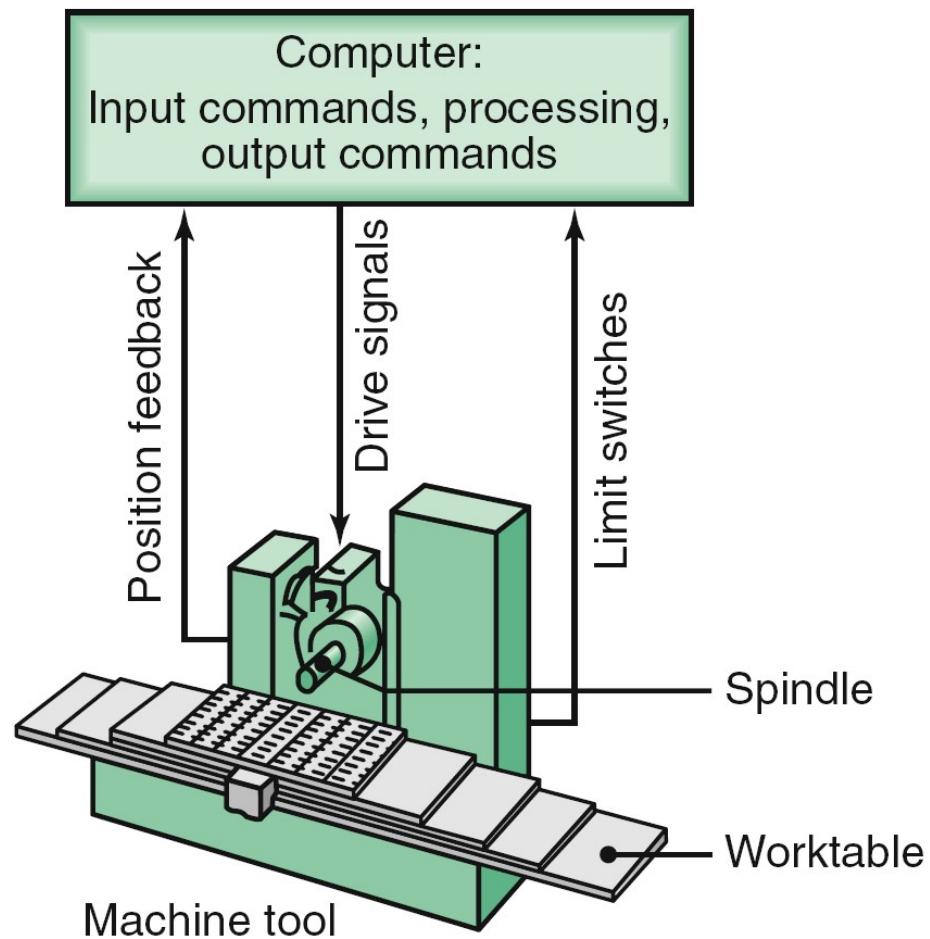 Computer:
Input commands, processing,
output commands
Position feedback
Drive signals
Limit switches
Spindle
Worktable
Machine tool